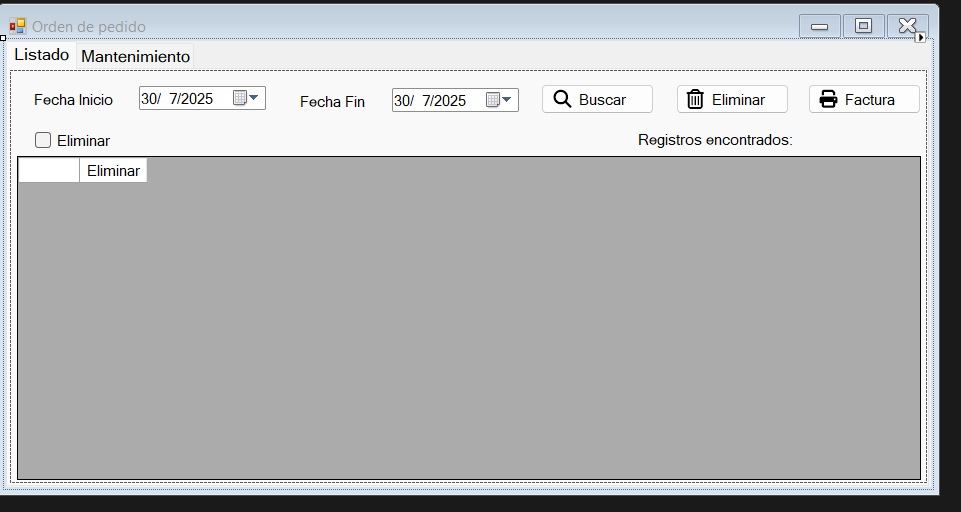 Orden de pedido
Listado Mantenimiento
Fecha Inicio 30/ 7/2025 Fecha Fin 30/ 7/2025 Buscar Eliminar Factura
Eliminar Registros encontrados:
Eliminar